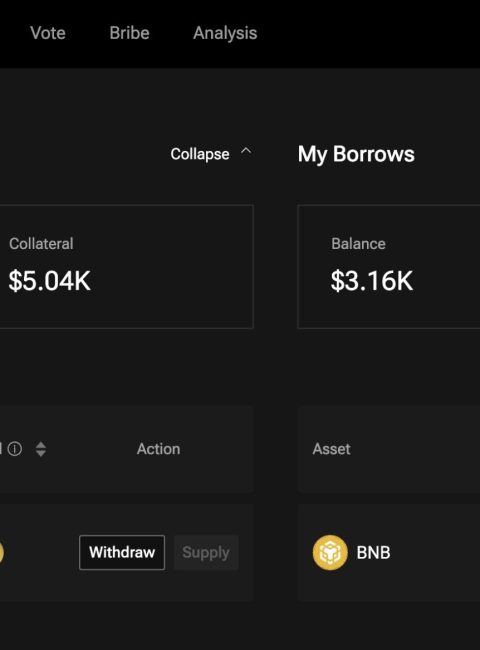 Vote Bribe Analysis
Collapse
My Borrows
Collateral
$5.04K
Balance
$3.16K
Action
Asset
Withdraw Supply
BNB